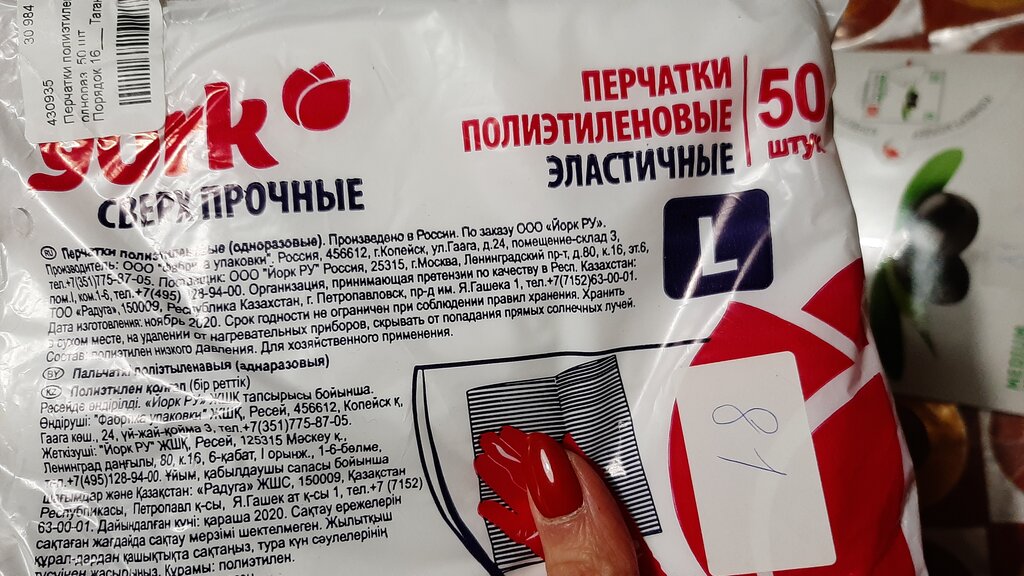 30 984
430935
Перчатки полиэтиле
50 шт
Порядок 16 Татан
york
СВЕРХПРОЧНЫЕ
ПЕРЧАТКИ
ПОЛИЭТИЛЕНОВЫЕ
ЭЛАСТИЧНЫЕ
50
штук
L
RU Перчатки полиэтиленовые (одноразовые). Произведено в России. По заказу ООО «Йорк РУ».
Производитель: ООО "Фабрика упаковки", Россия, 456612, г.Копейск, ул.Гаага, д.24, помещение-склад 3,
тел.+7(351)775-87-05. Поставщик: ООО "Йорк РУ" Россия, 25315, г.Москва, Ленинградский пр-т, д.80, к.16, эт.6,
пом.I, ком.1-6, тел.+7(495) 128-94-00. Организация, принимающая претензии по качеству в Респ. Казахстан:
ТОО «Радуга», 150009, Республика Казахстан, г. Петропавловск, пр-д им. Я.Гашека 1, тел.+7(7152)63-00-01.
Дата изготовления: ноябрь 2020. Срок годности не ограничен при соблюдении правил хранения. Хранить
в сухом месте, на удалении от нагревательных приборов, скрывать от попадания прямых солнечных лучей.
Состав: полиэтилен низкого давления. Для хозяйственного применения.
BY Пальчаткі поліэтыленавыя (аднаразовыя)
KZ Полиэтилен қолғап (бір реттік)
Ресейде өндірілді. «Йорк РУ» ЖШҚ тапсырысы бойынша.
Өндіруші: "Фабрика упаковки" ЖШҚ, Ресей, 456612, Копейск қ,
Гаага көш., 24, үй-жай-қойма 3, тел.+7(351)775-87-05.
Жеткізуші: "Йорк РУ" ЖШҚ, Ресей, 125315 Мәскеу қ.,
Ленинград даңғылы, 80, к.16, 6-қабат, I орынж., 1-6-бөлме,
тел.+7(495)128-94-00. Ұйым, қабылдаушы сапасы бойынша
шағымдар және Қазақстан: «Радуга» ЖШС, 150009, Қазақстан
Республикасы, Петропавл қ-сы, Я.Гашек ат қ-сы 1, тел.+7 (7152)
63-00-01. Дайындалған күні: қараша 2020. Сақтау ережелерін
сақтаған жағдайда сақтау мерзімі шектелмеген. Жылытқыш
құрал-дардан қашықтықта сақтаңыз, тура күн сәулелерінің
түсуінен жасырыңыз. Құрамы: полиэтилен.
81